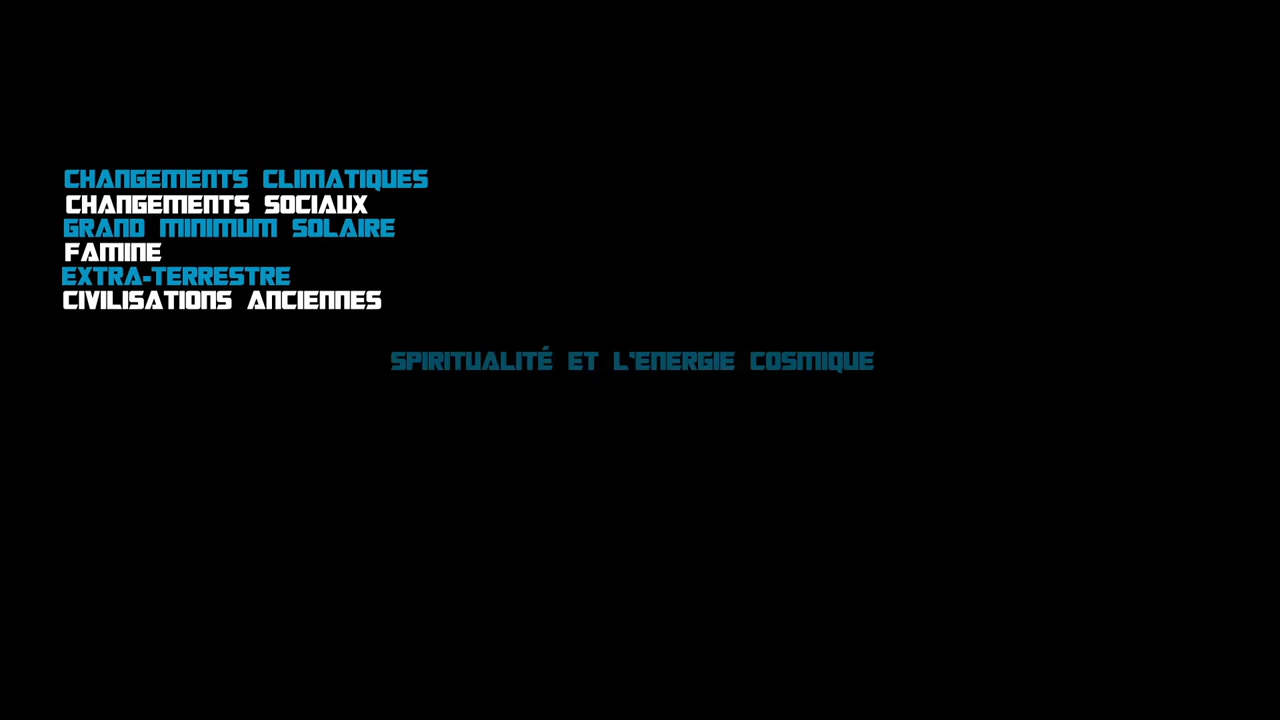 CHANGEMENTS CLIMATIQUES
CHANGEMENTS SOCIAUX
GRAND MINIMUM SOLAIRE
FAMINE
EXTRA-TERRESTRE
CIVILISATIONS ANCIENNES
SPIRITUALITÉ ET L'ENERGIE COSMIQUE